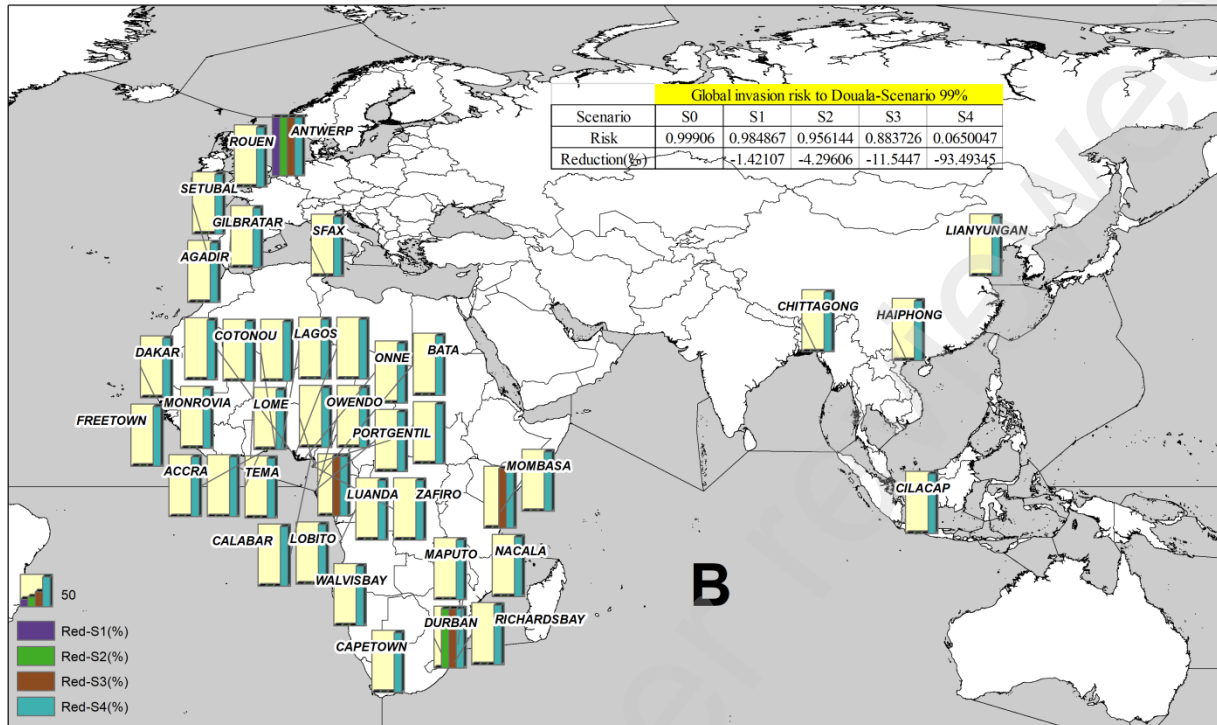 Global invasion risk to Douala-Scenario 99%
Scenario S0 S1 S2 S3 S4
Risk 0.99906 0.984867 0.956144 0.883726 0.0650047
Reduction(%) -1.42107 -4.29606 -11.5447 -93.49345
ANTWERP
ROUEN
SETUBAL
GILBRATAR
SFAX
AGADIR
LIANYUNGAN
CHITTAGONG
HAIPHONG
COTONOU
LAGOS
DAKAR
ONNE
BATA
MONROVIA
LOME
OWENDO
FREETOWN
PORTGENTIL
ACCRA
TEMA
MOMBASA
LUANDA
ZAFIRO
CILACAP
CALABAR
LOBITO
MAPUTO
NACALA
WALVISBAY
B
DURBAN
RICHARDSBAY
CAPETOWN
50
Red-S1(%)
Red-S2(%)
Red-S3(%)
Red-S4(%)
er reviewe